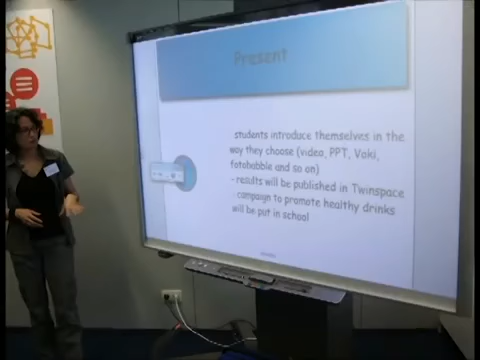 Present
students introduce themselves in the
way they choose (video, PPT, Voki,
fotobabble and so on)
- results will be published in Twinspace
- campaign to promote healthy drinks
will be put in school